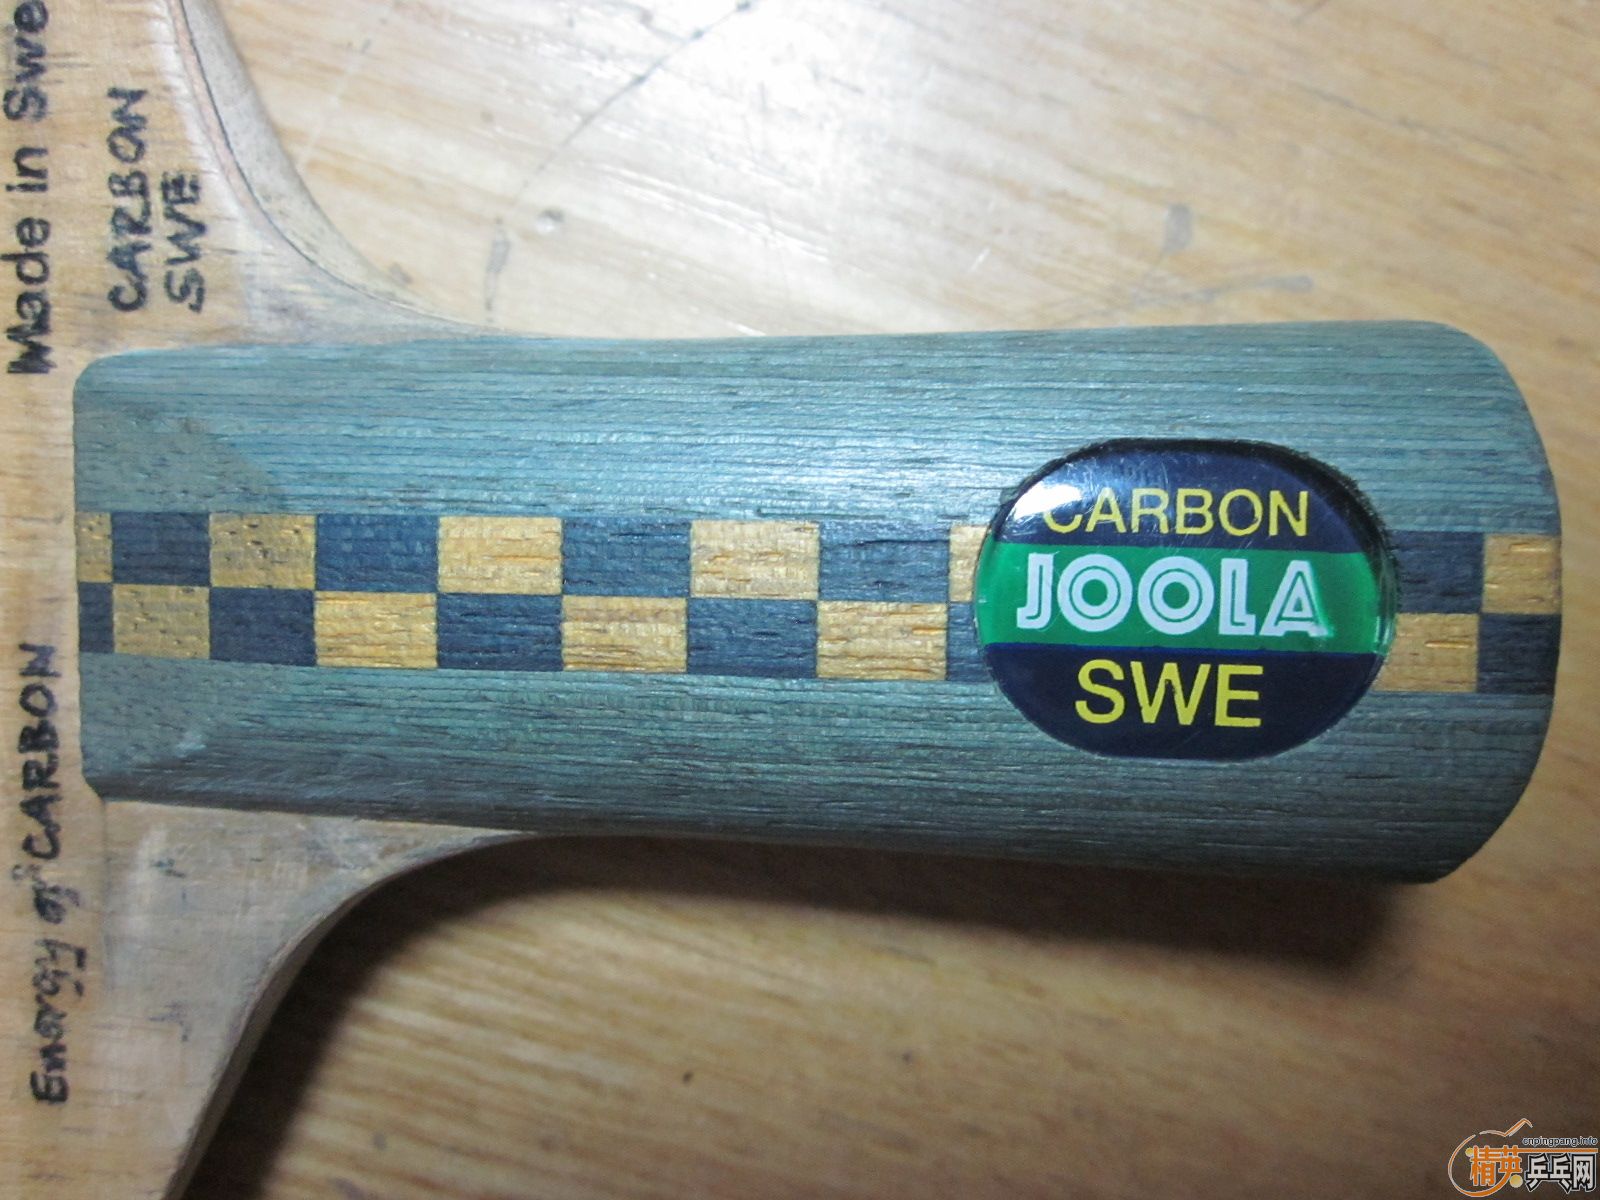 Made in Swe
CARBON
SWE
Energy of "CARBON
CARBON
JOOLA
SWE
cnpingpang.info
精英乒乓网